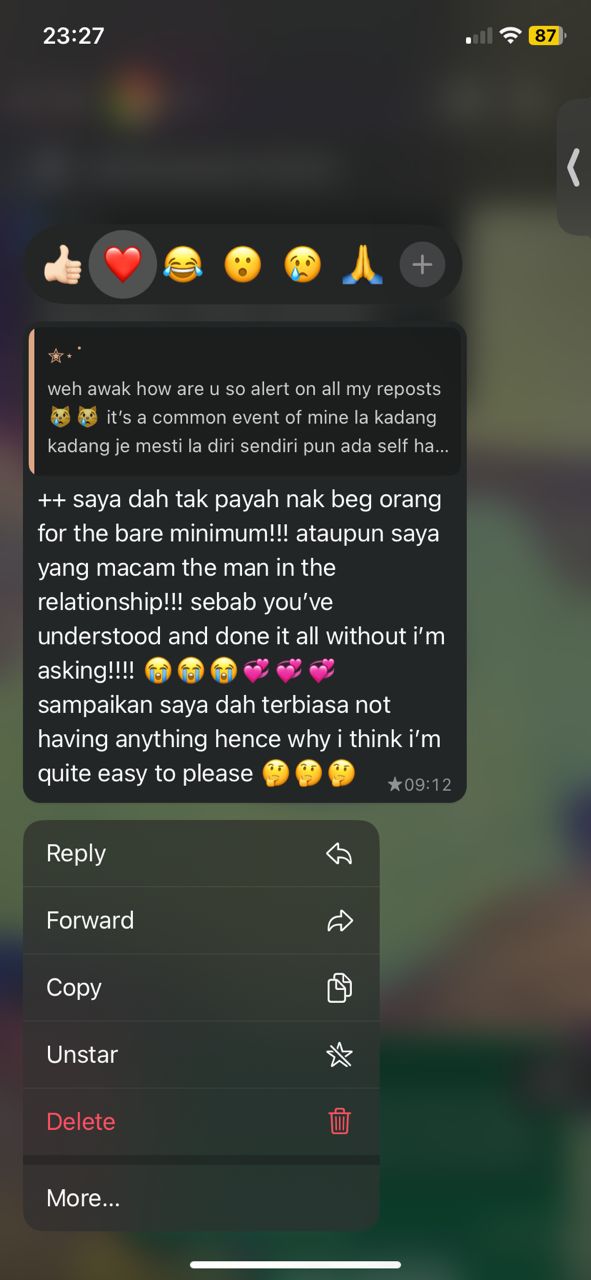 23:27
87
weh awak how are u so alert on all my reposts
😿 😿 it’s a common event of mine la kadang
kadang je mesti la diri sendiri pun ada self ha...
++ saya dah tak payah nak beg orang
for the bare minimum!!! ataupun saya
yang macam the man in the
relationship!!! sebab you’ve
understood and done it all without i’m
asking!!!! 😭😭😭💞💞💞
sampaikan saya dah terbiasa not
having anything hence why i think i’m
quite easy to please 🤔🤔🤔
★09:12
Reply
Forward
Copy
Unstar
Delete
More...